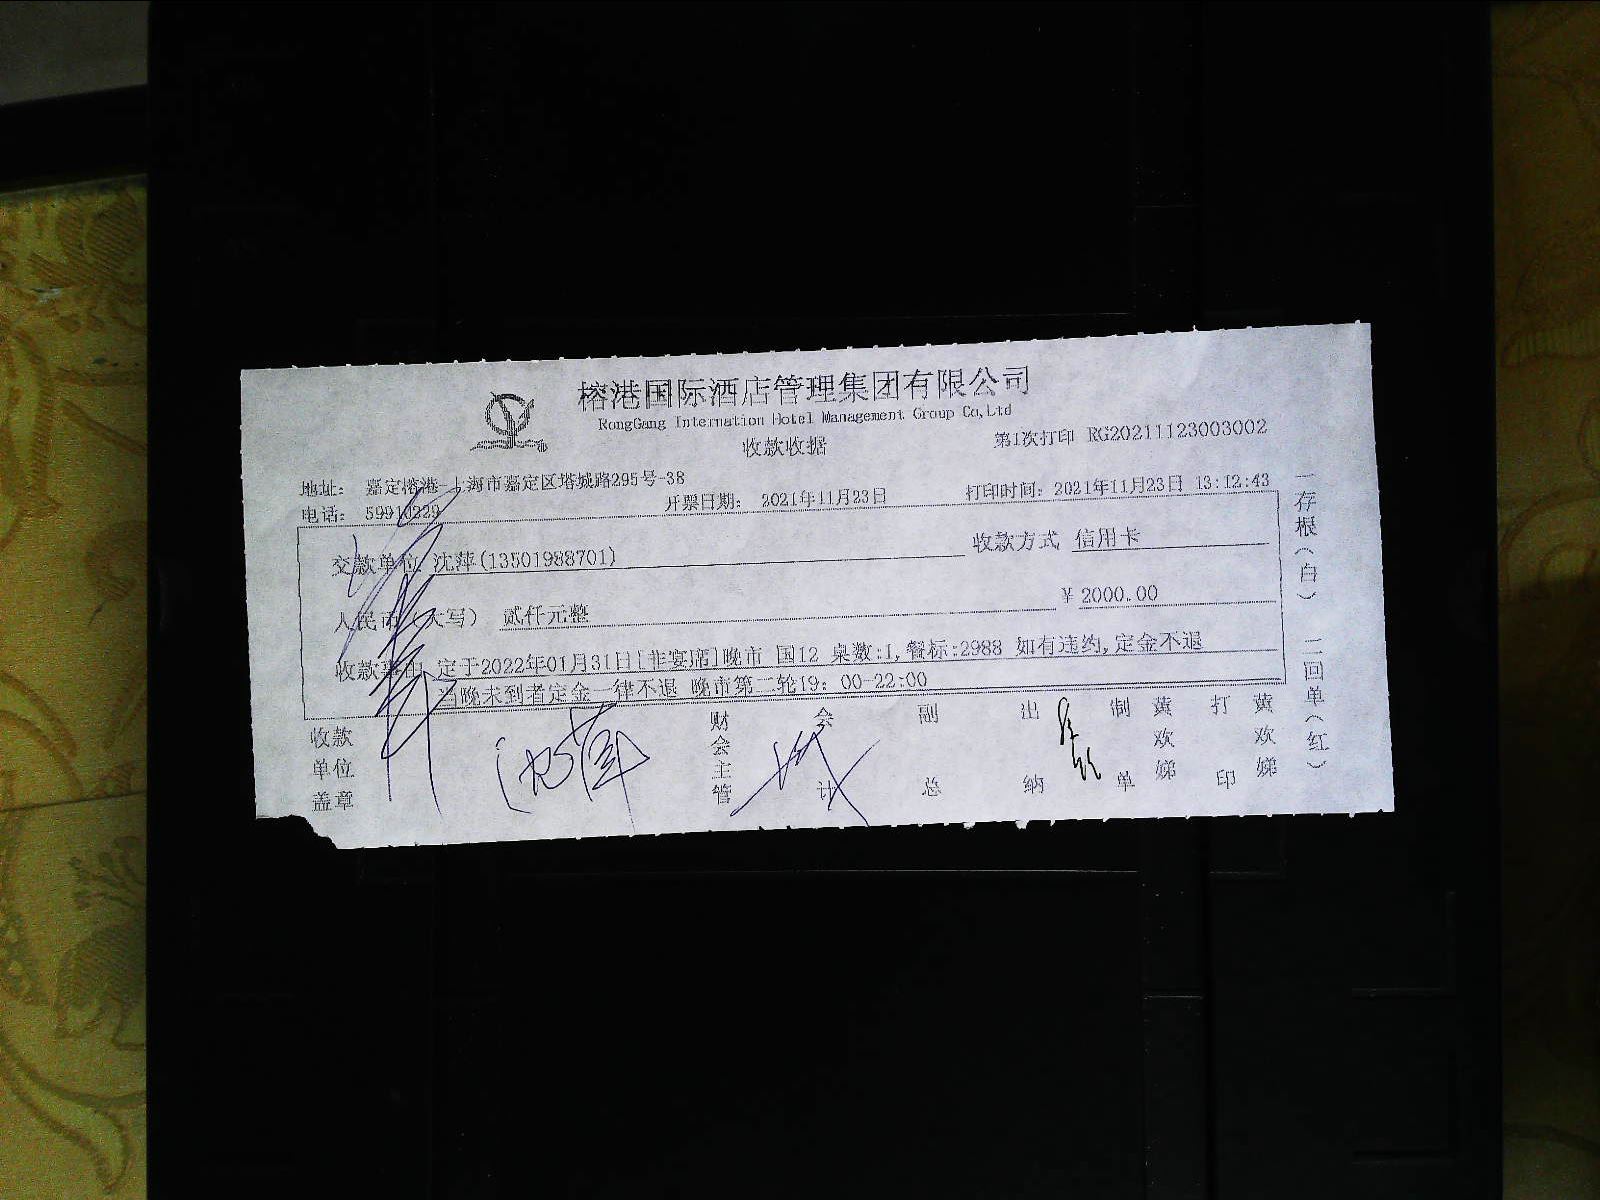 榕港国际酒店管理集团有限公司
RongGang Internation Hotel Management Group Co,Ltd
收款收据
第1次打印 RG20211123003002
地址: 嘉定榕港-上海市嘉定区塔城路295号-38
电话: 59910229
开票日期: 2021年11月23日
打印时间: 2021年11月23日 13:12:43
交款单位 沈萍(13501988701)
收款方式 信用卡
人民币(大写) 贰仟元整
¥ 2000.00
收款事由 定于2022年01月31日[非宴席]晚市 国12 桌数:1,餐标:2988 如有违约,定金不退
当晚未到者定金一律不退 晚市第二轮19:00-22:00
收款单位盖章
沈萍
财会主管
会计
副总
出纳
制单
黄欢娣
打印
黄欢娣
一存根(白) 二回单(红)